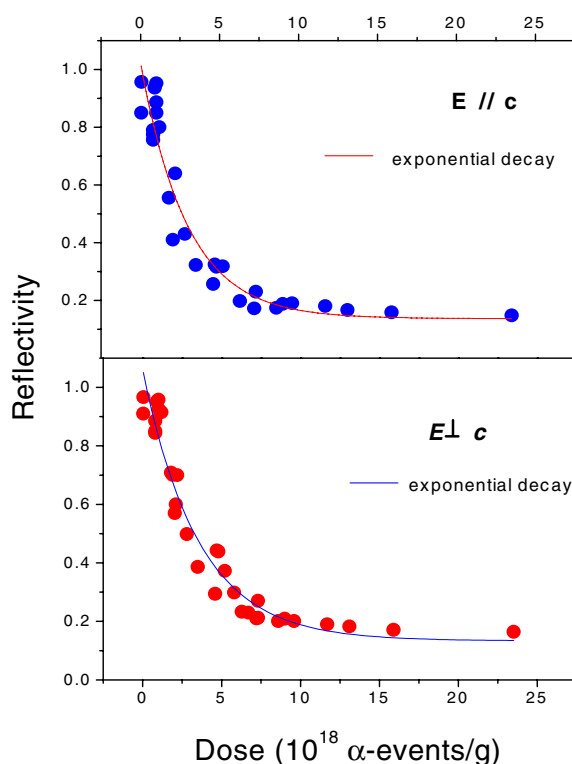 0 5 10 15 20 25
1.0
E // c
exponential decay
0.8
0.6
0.4
0.2
Reflectivity
1.0
E⊥ c
exponential decay
0.8
0.6
0.4
0.2
0.0
0 5 10 15 20 25
Dose (10^18 α-events/g)